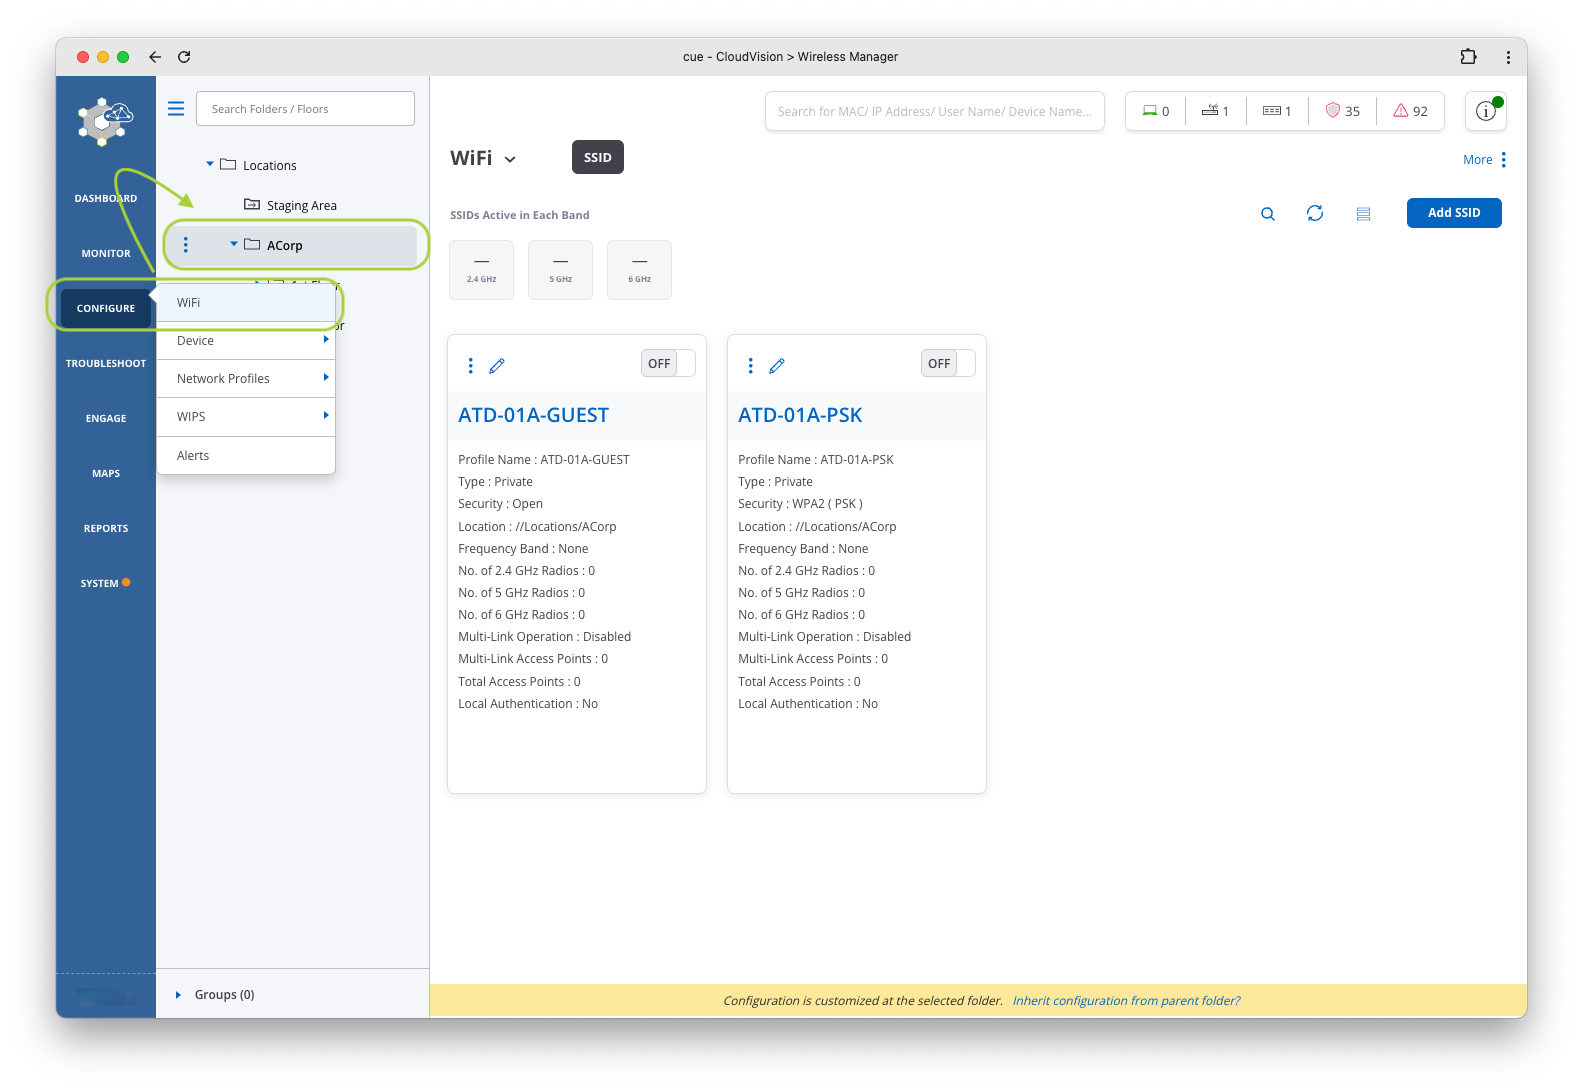 cue - CloudVision > Wireless Manager
Search Folders / Floors
Search for MAC/ IP Address/ User Name/ Device Name...
0
1
1
35
92
DASHBOARD
MONITOR
CONFIGURE
TROUBLESHOOT
ENGAGE
MAPS
REPORTS
SYSTEM
Locations
Staging Area
ACorp
WiFi
Device
Network Profiles
WIPS
Alerts
Groups (0)
WiFi
SSID
More
SSIDs Active in Each Band
Add SSID
—
2.4 GHz
—
5 GHz
—
6 GHz
OFF
ATD-01A-GUEST
Profile Name : ATD-01A-GUEST
Type : Private
Security : Open
Location : //Locations/ACorp
Frequency Band : None
No. of 2.4 GHz Radios : 0
No. of 5 GHz Radios : 0
No. of 6 GHz Radios : 0
Multi-Link Operation : Disabled
Multi-Link Access Points : 0
Total Access Points : 0
Local Authentication : No
OFF
ATD-01A-PSK
Profile Name : ATD-01A-PSK
Type : Private
Security : WPA2 ( PSK )
Location : //Locations/ACorp
Frequency Band : None
No. of 2.4 GHz Radios : 0
No. of 5 GHz Radios : 0
No. of 6 GHz Radios : 0
Multi-Link Operation : Disabled
Multi-Link Access Points : 0
Total Access Points : 0
Local Authentication : No
Configuration is customized at the selected folder. Inherit configuration from parent folder?